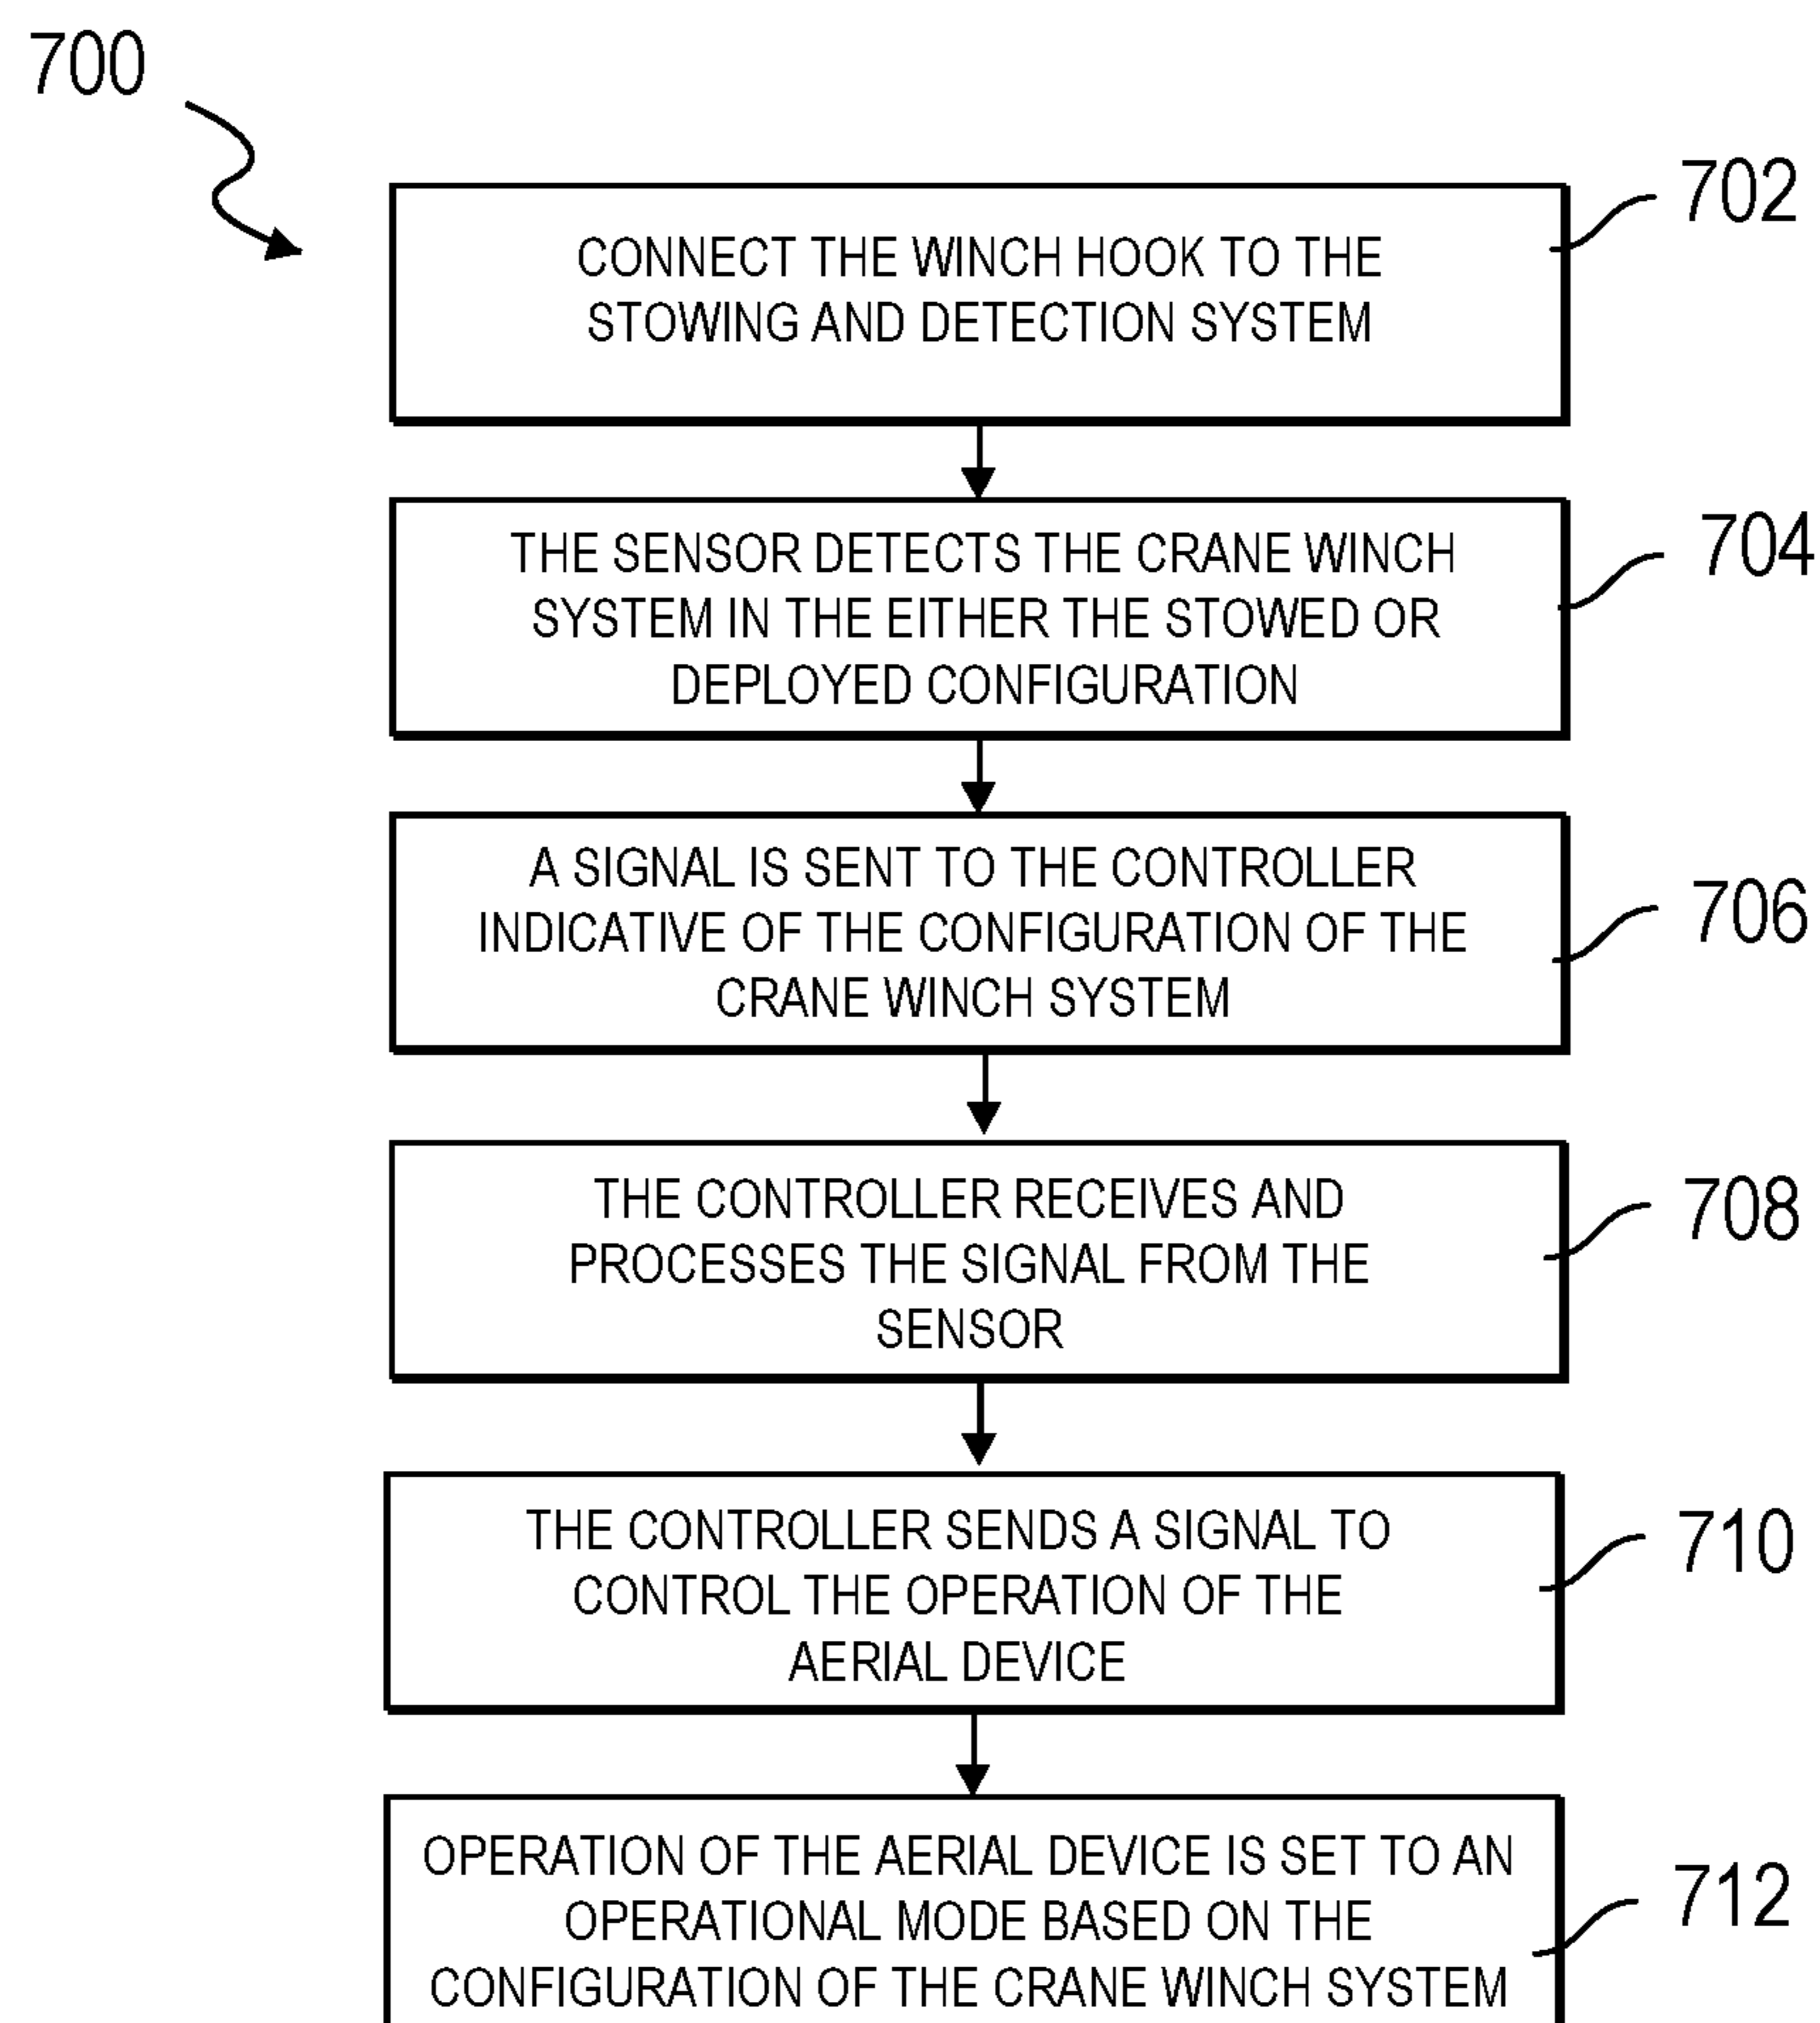 700
702
CONNECT THE WINCH HOOK TO THE
STOWING AND DETECTION SYSTEM
704
THE SENSOR DETECTS THE CRANE WINCH
SYSTEM IN THE EITHER THE STOWED OR
DEPLOYED CONFIGURATION
706
A SIGNAL IS SENT TO THE CONTROLLER
INDICATIVE OF THE CONFIGURATION OF THE
CRANE WINCH SYSTEM
708
THE CONTROLLER RECEIVES AND
PROCESSES THE SIGNAL FROM THE
SENSOR
710
THE CONTROLLER SENDS A SIGNAL TO
CONTROL THE OPERATION OF THE
AERIAL DEVICE
712
OPERATION OF THE AERIAL DEVICE IS SET TO AN
OPERATIONAL MODE BASED ON THE
CONFIGURATION OF THE CRANE WINCH SYSTEM